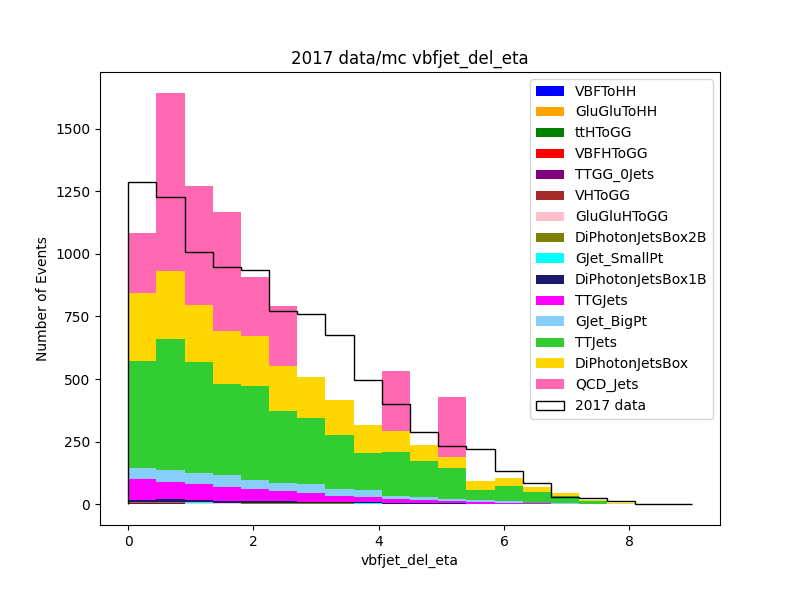 2017 data/mc vbfjet_del_eta
Number of Events
1500
1250
1000
750
500
250
0
0
2
4
6
8
vbfjet_del_eta
VBFToHH
GluGluToHH
ttHToGG
VBFHToGG
TTGG_0Jets
VHToGG
GluGluHToGG
DiPhotonJetsBox2B
GJet_SmallPt
DiPhotonJetsBox1B
TTGJets
GJet_BigPt
TTJets
DiPhotonJetsBox
QCD_Jets
2017 data